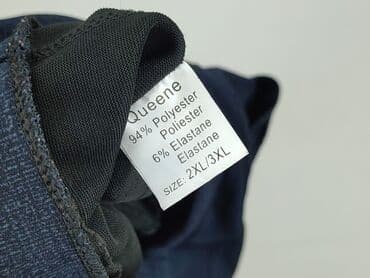 Queene
94% Polyester
Poliester
6% Elastane
Elastane
SIZE: 2XL/3XL